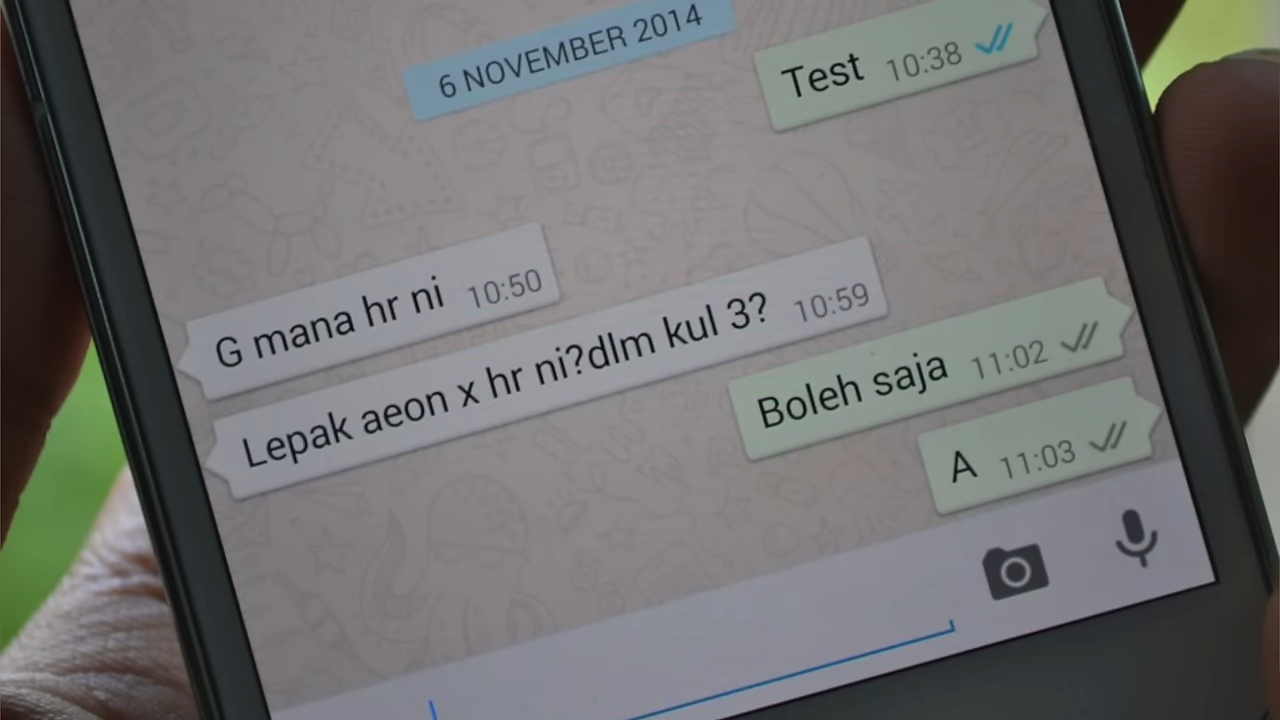 6 NOVEMBER 2014
Test 10:38
G mana hr ni 10:50
Lepak aeon x hr ni?dlm kul 3? 10:59
Boleh saja 11:02
A 11:03